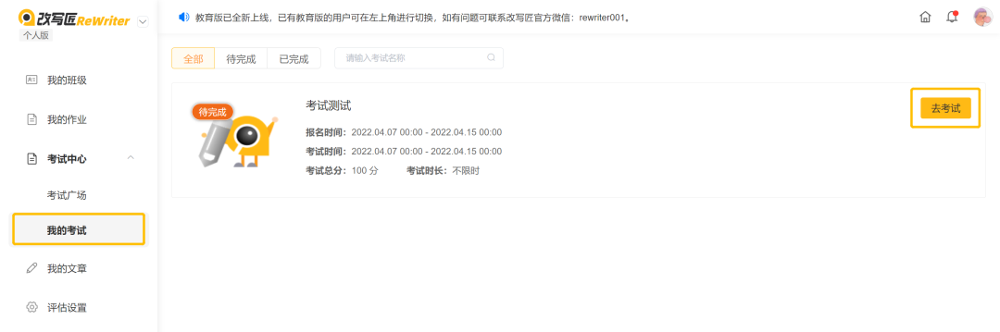 改写匠ReWriter
个人版
教育版已全新上线，已有教育版的用户可在左上角进行切换，如有问题可联系改写匠官方微信：rewriter001。
我的班级
我的作业
考试中心
考试广场
我的考试
我的文章
评估设置
全部 待完成 已完成 请输入考试名称
待完成
考试测试
去考试
报名时间：2022.04.07 00:00 - 2022.04.15 00:00
考试时间：2022.04.07 00:00 - 2022.04.15 00:00
考试总分：100 分 考试时长：不限时